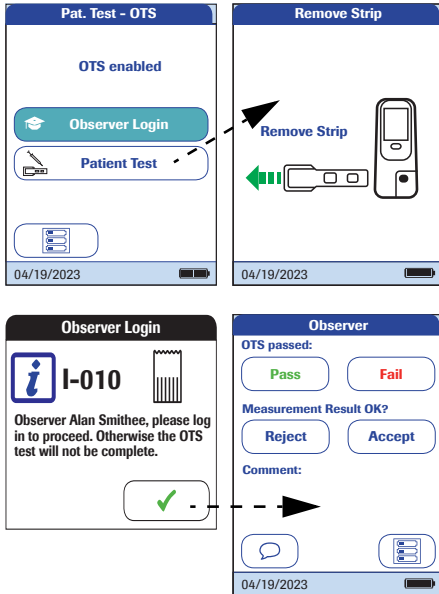 Pat. Test - OTS
OTS enabled
Observer Login
Patient Test
04/19/2023
Remove Strip
Remove Strip
04/19/2023
Observer Login
I-010
Observer Alan Smithee, please log
in to proceed. Otherwise the OTS
test will not be complete.
Observer
OTS passed:
Pass Fail
Measurement Result OK?
Reject Accept
Comment:
04/19/2023